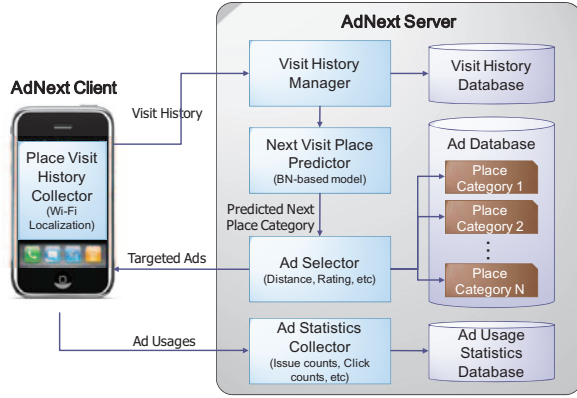 AdNext Server
AdNext Client
Visit History
Manager
Visit History
Database
Visit History
Place Visit
History
Collector
(Wi-Fi
Localization)
Next Visit Place
Predictor
(BN-based model)
Ad Database
Place
Category 1
Place
Category 2
Place
Category N
Predicted Next
Place Category
Targeted Ads
Ad Selector
(Distance, Rating, etc)
Ad Usages
Ad Statistics
Collector
(Issue counts, Click
counts, etc)
Ad Usage
Statistics
Database